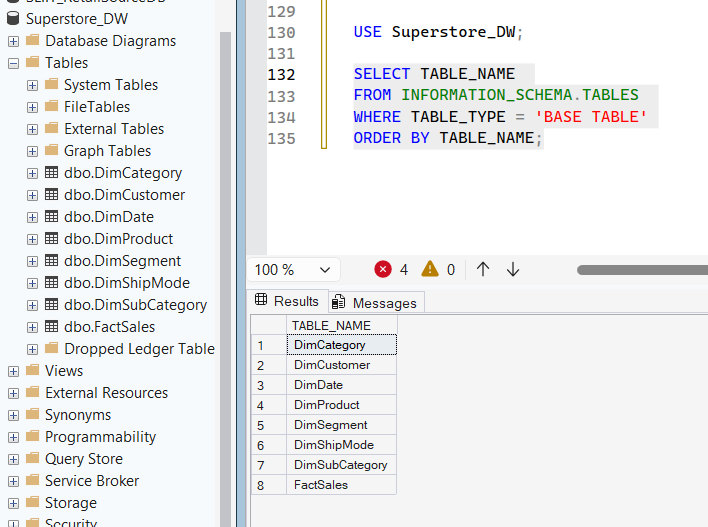 Superstore_DW
Database Diagrams
Tables
System Tables
FileTables
External Tables
Graph Tables
dbo.DimCategory
dbo.DimCustomer
dbo.DimDate
dbo.DimProduct
dbo.DimSegment
dbo.DimShipMode
dbo.DimSubCategory
dbo.FactSales
Dropped Ledger Table
Views
External Resources
Synonyms
Programmability
Query Store
Service Broker
Storage
Security
129
130 USE Superstore_DW;
131
132 SELECT TABLE_NAME
133 FROM INFORMATION_SCHEMA.TABLES
134 WHERE TABLE_TYPE = 'BASE TABLE'
135 ORDER BY TABLE_NAME;
100 % 4 0
Results Messages
TABLE_NAME
1 DimCategory
2 DimCustomer
3 DimDate
4 DimProduct
5 DimSegment
6 DimShipMode
7 DimSubCategory
8 FactSales